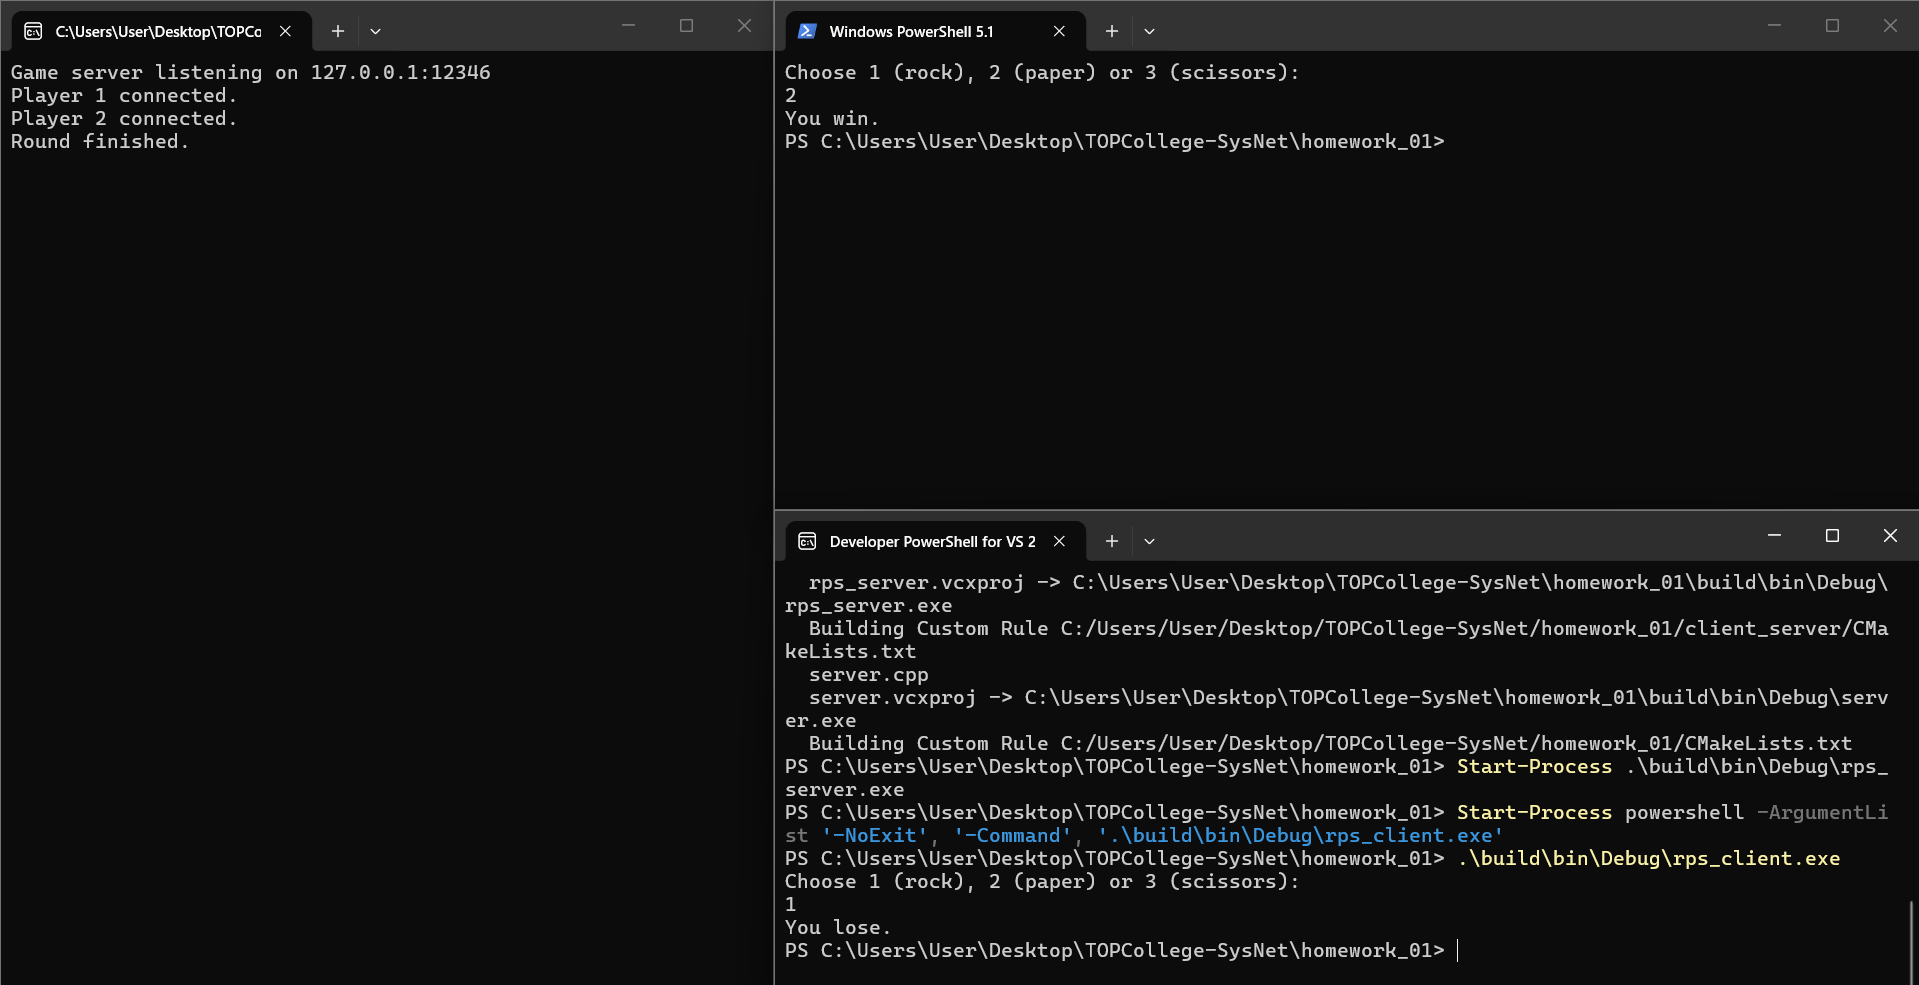 C:\Users\User\Desktop\TOPCo
Game server listening on 127.0.0.1:12346
Player 1 connected.
Player 2 connected.
Round finished.
Windows PowerShell 5.1
Choose 1 (rock), 2 (paper) or 3 (scissors):
2
You win.
PS C:\Users\User\Desktop\TOPCollege-SysNet\homework_01>
Developer PowerShell for VS 2
  rps_server.vcxproj -> C:\Users\User\Desktop\TOPCollege-SysNet\homework_01\build\bin\Debug\
rps_server.exe
  Building Custom Rule C:/Users/User/Desktop/TOPCollege-SysNet/homework_01/client_server/CMa
keLists.txt
  server.cpp
  server.vcxproj -> C:\Users\User\Desktop\TOPCollege-SysNet\homework_01\build\bin\Debug\serv
er.exe
  Building Custom Rule C:/Users/User/Desktop/TOPCollege-SysNet/homework_01/CMakeLists.txt
PS C:\Users\User\Desktop\TOPCollege-SysNet\homework_01> Start-Process .\build\bin\Debug\rps_
server.exe
PS C:\Users\User\Desktop\TOPCollege-SysNet\homework_01> Start-Process powershell -ArgumentLi
st '-NoExit', '-Command', '.\build\bin\Debug\rps_client.exe'
PS C:\Users\User\Desktop\TOPCollege-SysNet\homework_01> .\build\bin\Debug\rps_client.exe
Choose 1 (rock), 2 (paper) or 3 (scissors):
1
You lose.
PS C:\Users\User\Desktop\TOPCollege-SysNet\homework_01>